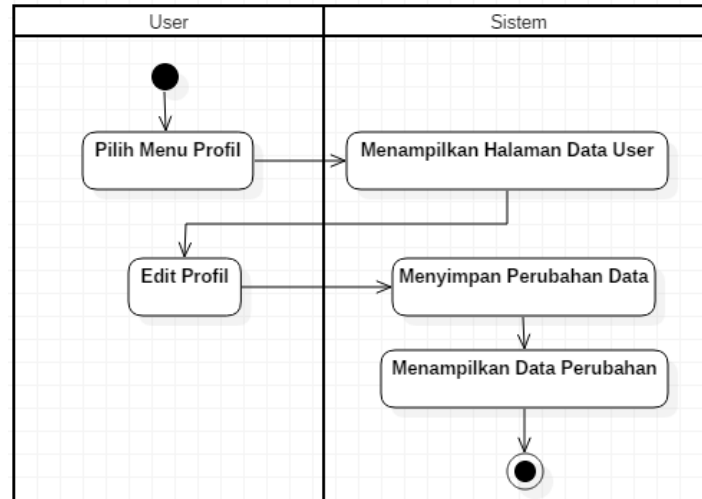 User
Sistem
Pilih Menu Profil
Menampilkan Halaman Data User
Edit Profil
Menyimpan Perubahan Data
Menampilkan Data Perubahan